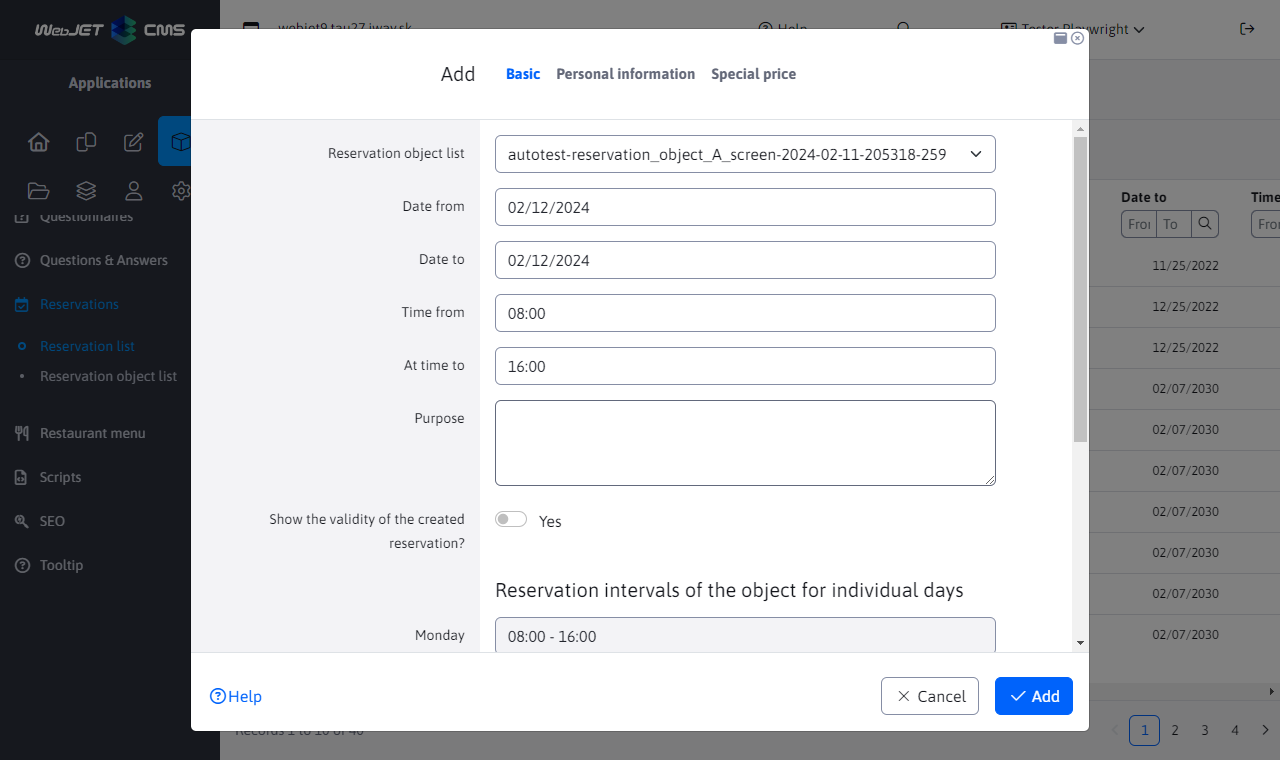 WebJET CMS
webjet9.tau27.iway.sk
Help
Tester Playwright
Applications
Questionnaires
Questions & Answers
Reservations
Reservation list
Reservation object list
Restaurant menu
Scripts
SEO
Tooltip
Add
Basic
Personal information
Special price
Reservation object list
autotest-reservation_object_A_screen-2024-02-11-205318-259
Date from
02/12/2024
Date to
02/12/2024
Time from
08:00
At time to
16:00
Purpose
Show the validity of the created
reservation?
Yes
Reservation intervals of the object for individual days
Monday
08:00 - 16:00
Help
Cancel
Add
Date to
Time
To
11/25/2022
12/25/2022
12/25/2022
02/07/2030
02/07/2030
02/07/2030
02/07/2030
02/07/2030
02/07/2030
02/07/2030
Records 1 to 10 of 40
1 2 3 4